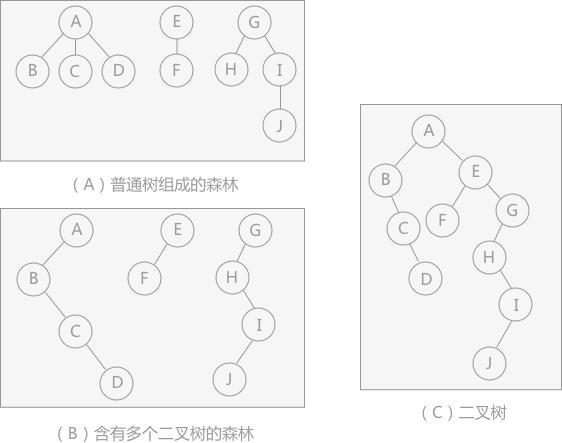 A E G
B C D F H I
J
（A）普通树组成的森林
A E G
B F H
C I
D J
（B）含有多个二叉树的森林
A
B E
F G
C
H
D
I
J
（C）二叉树